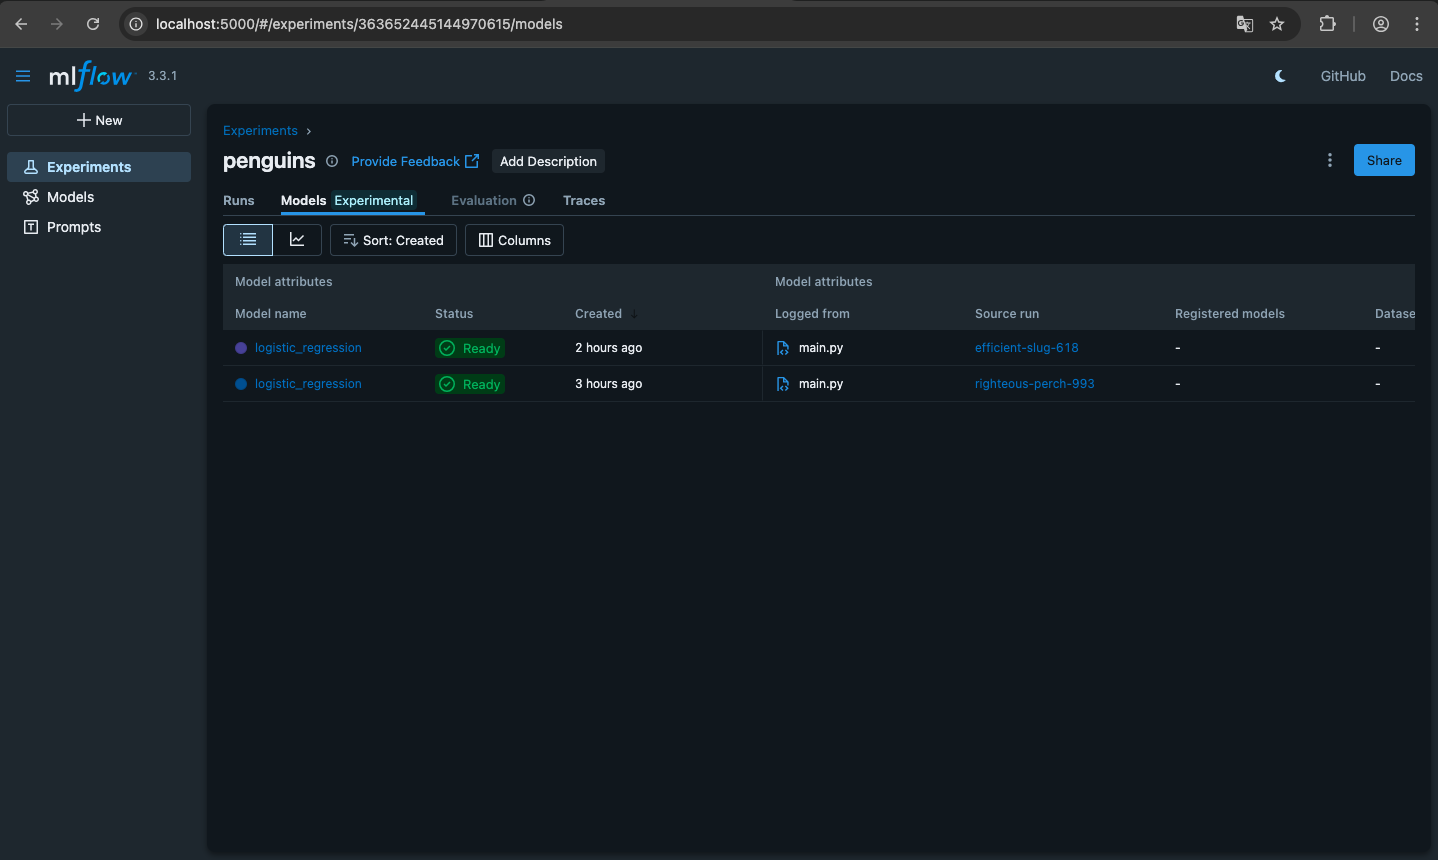 localhost:5000/#/experiments/363652445144970615/models
mlflow 3.3.1
GitHub Docs
New
Experiments
Models
Prompts
Experiments
penguins Provide Feedback Add Description
Share
Runs Models Experimental Evaluation Traces
Sort: Created Columns
Model attributes Model attributes
Model name Status Created Logged from Source run Registered models Datase
logistic_regression Ready 2 hours ago main.py efficient-slug-618 - -
logistic_regression Ready 3 hours ago main.py righteous-perch-993 - -